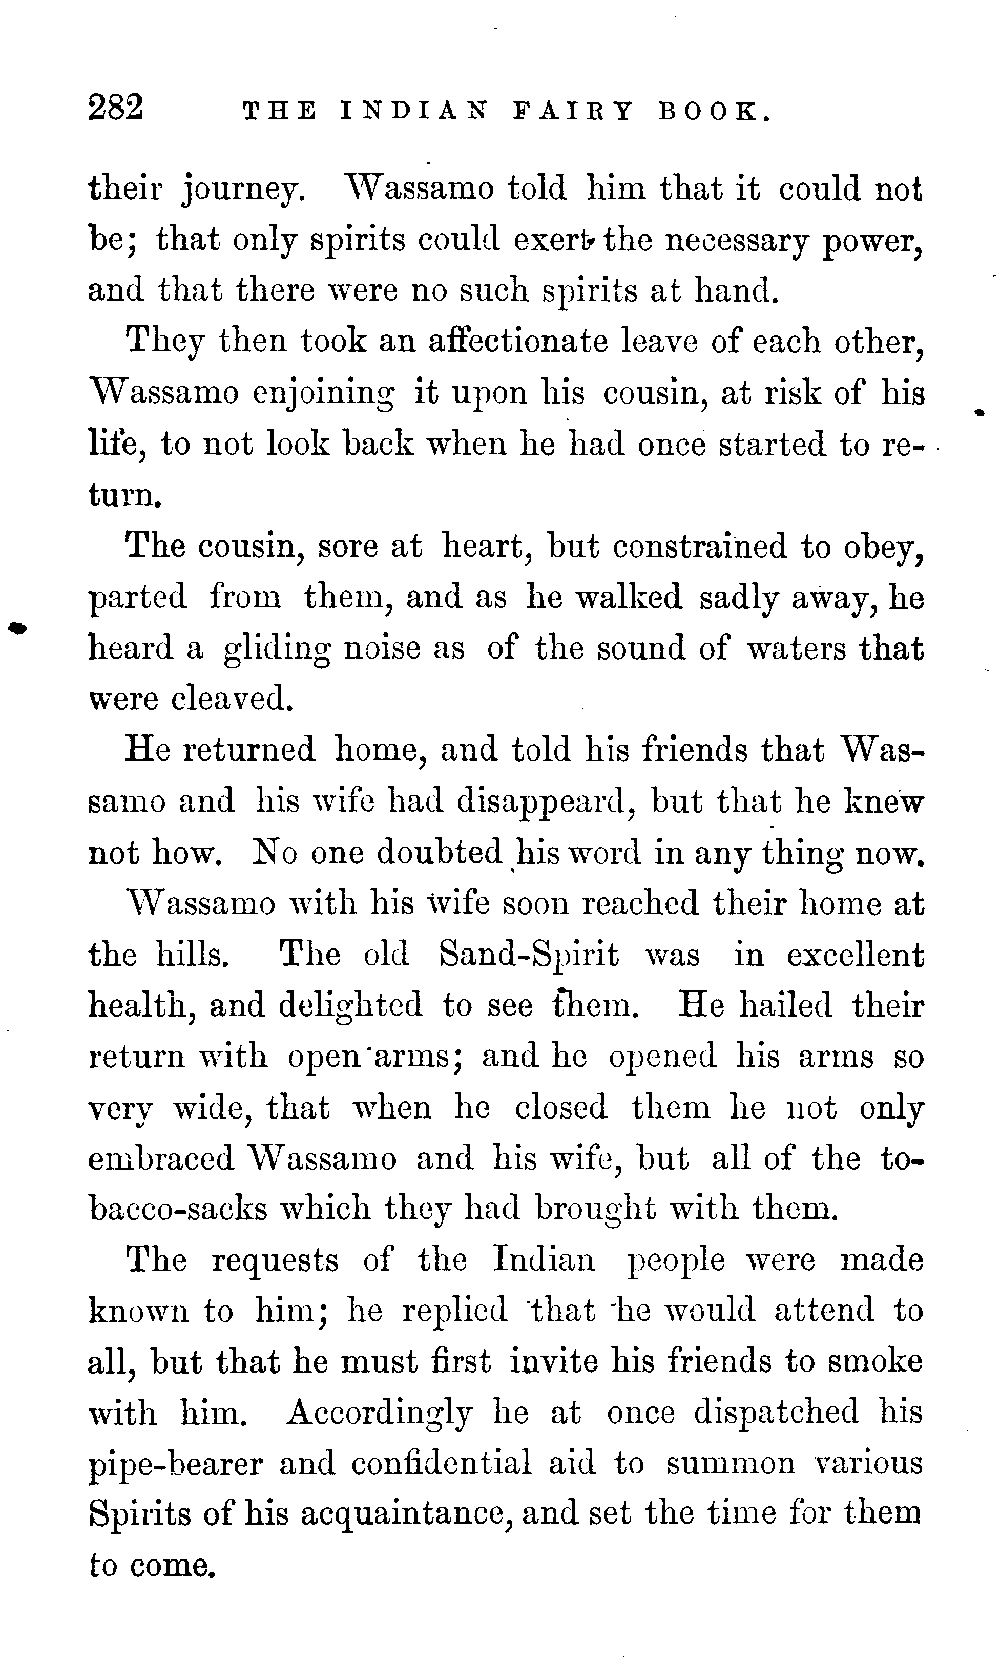 282 THE INDIAN FAIRY BOOK.
their journey. Wassamo told him that it could not
be; that only spirits could exert the necessary power,
and that there were no such spirits at hand.
They then took an affectionate leave of each other,
Wassamo enjoining it upon his cousin, at risk of his
life, to not look back when he had once started to re-
turn.
The cousin, sore at heart, but constrained to obey,
parted from them, and as he walked sadly away, he
heard a gliding noise as of the sound of waters that
were cleaved.
He returned home, and told his friends that Was-
samo and his wife had disappeard, but that he knew
not how. No one doubted his word in any thing now.
Wassamo with his wife soon reached their home at
the hills. The old Sand-Spirit was in excellent
health, and delighted to see them. He hailed their
return with open arms; and he opened his arms so
very wide, that when he closed them he not only
embraced Wassamo and his wife, but all of the to-
bacco-sacks which they had brought with them.
The requests of the Indian people were made
known to him; he replied that he would attend to
all, but that he must first invite his friends to smoke
with him. Accordingly he at once dispatched his
pipe-bearer and confidential aid to summon various
Spirits of his acquaintance, and set the time for them
to come.